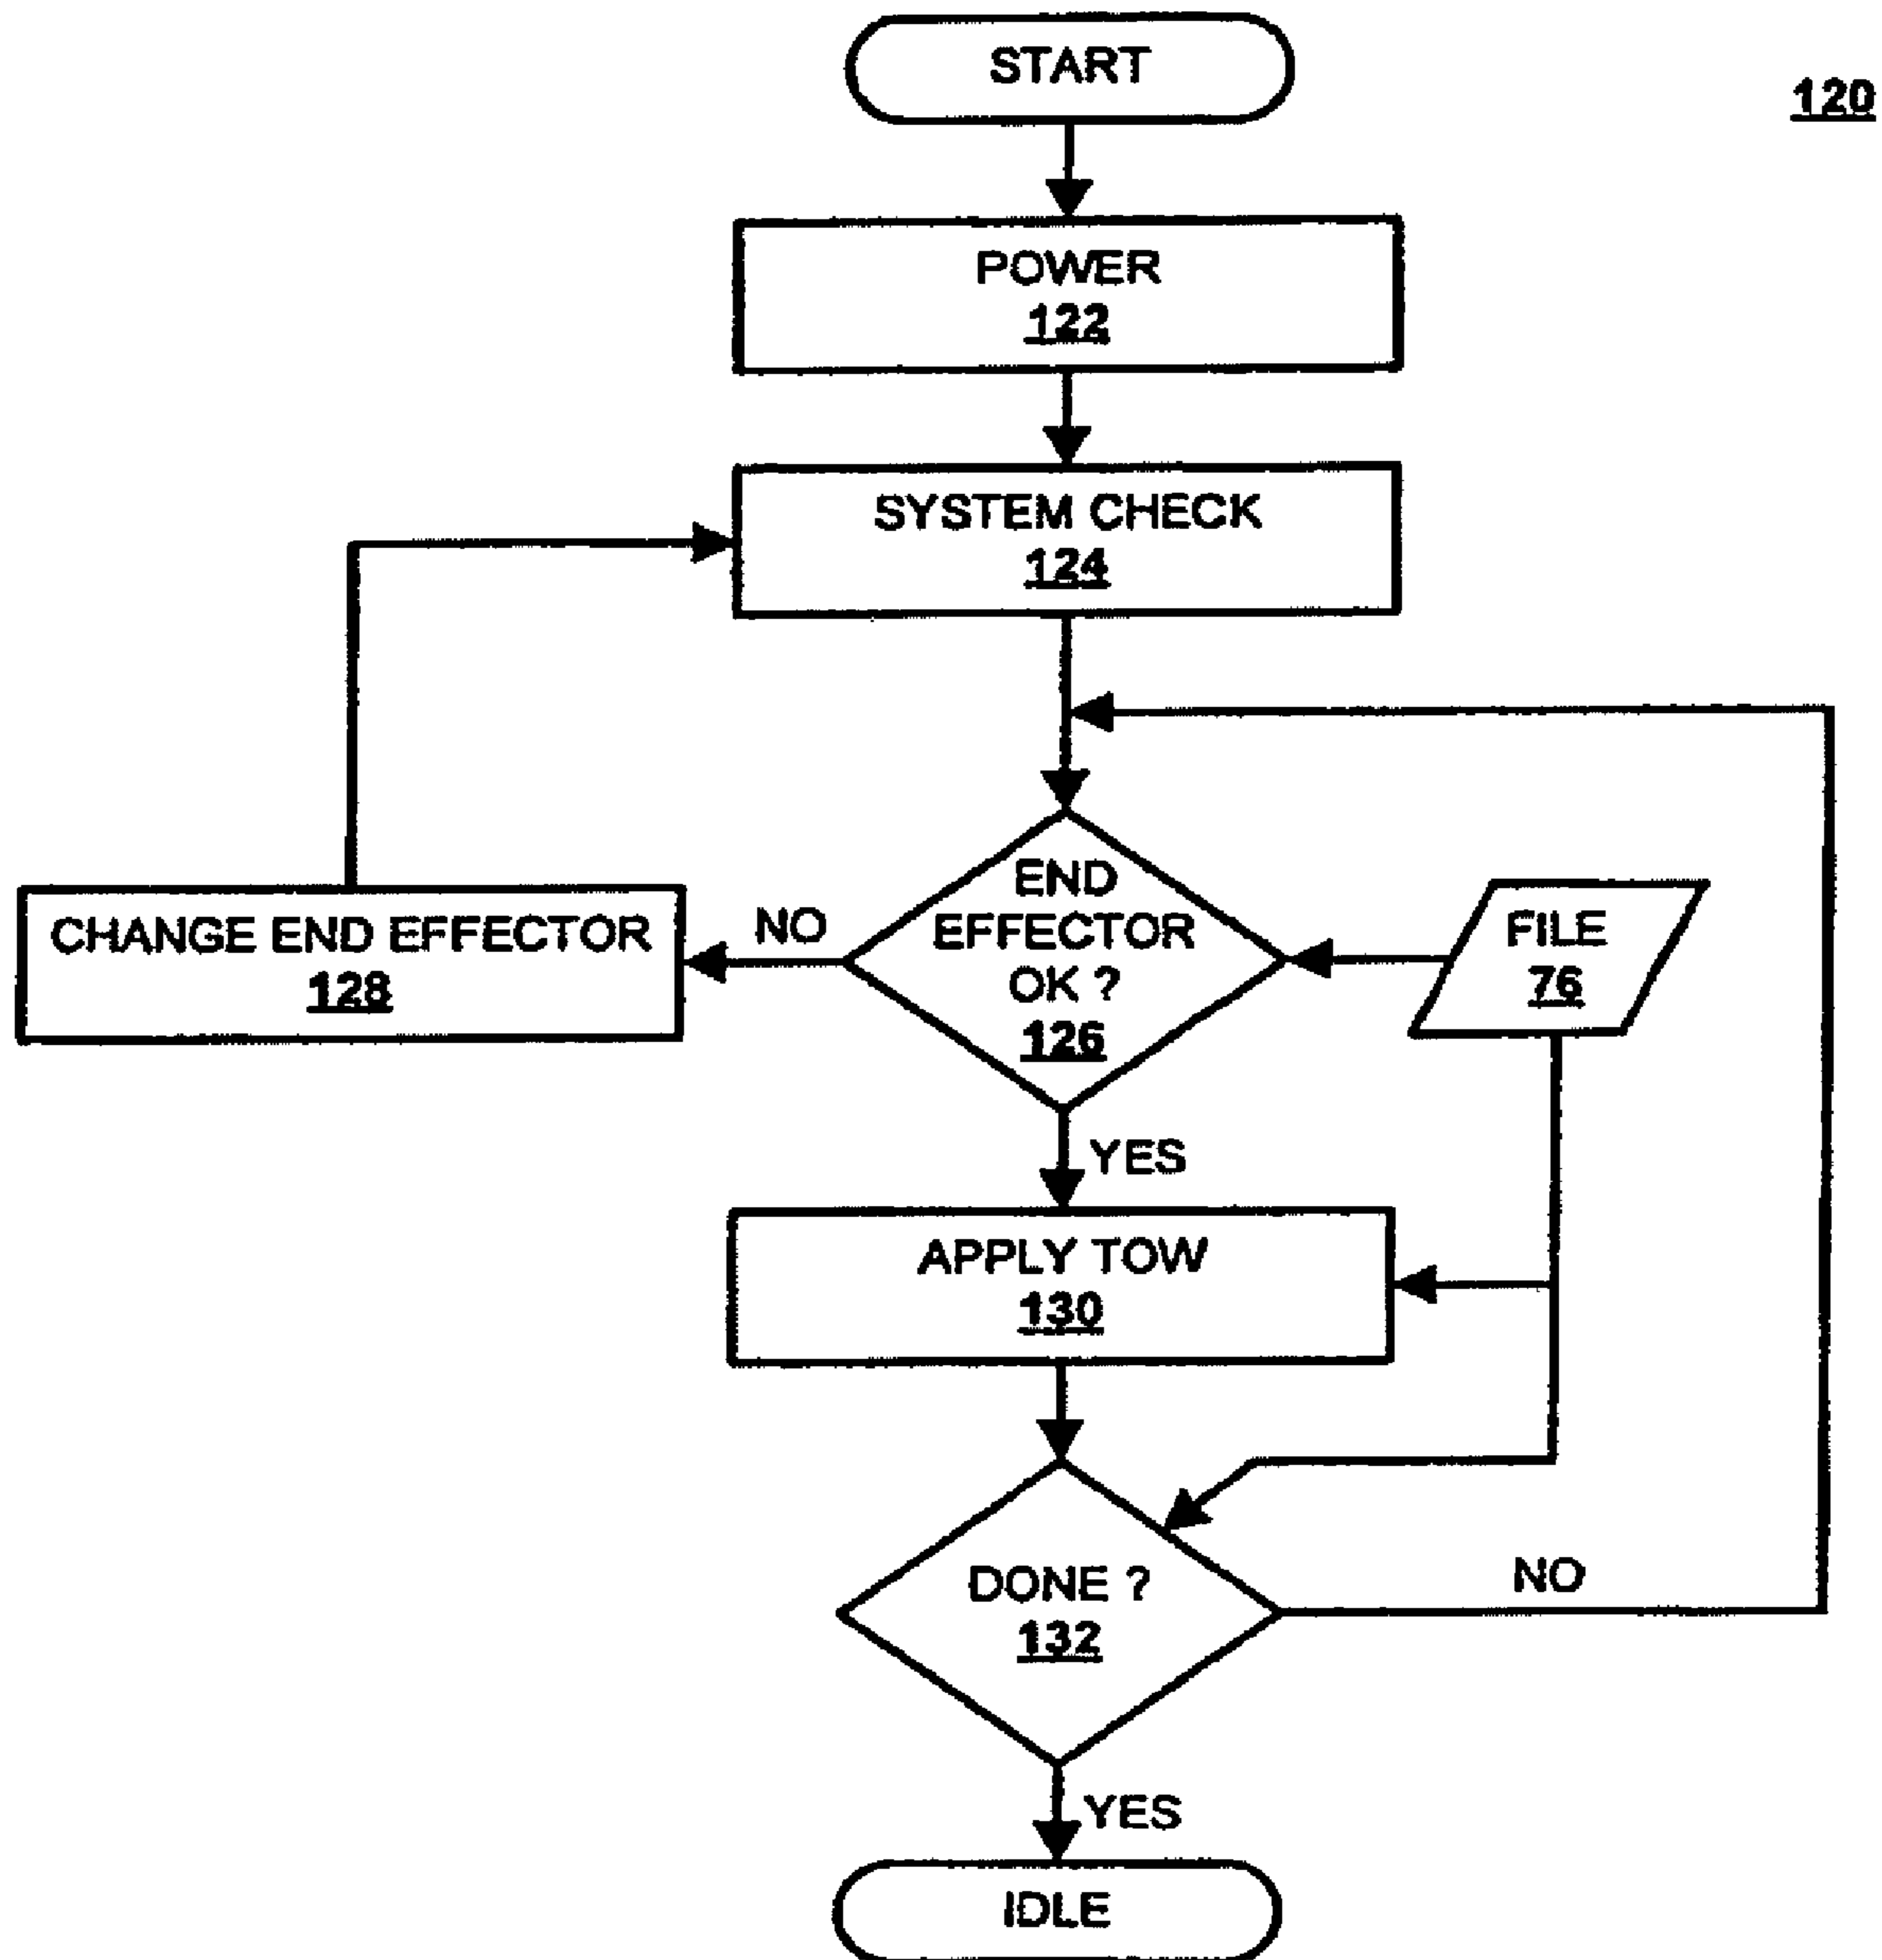 START
120
POWER
122
SYSTEM CHECK
124
END
EFFECTOR
OK ?
126
NO
CHANGE END EFFECTOR
128
FILE
76
YES
APPLY TOW
130
DONE ?
132
NO
YES
IDLE